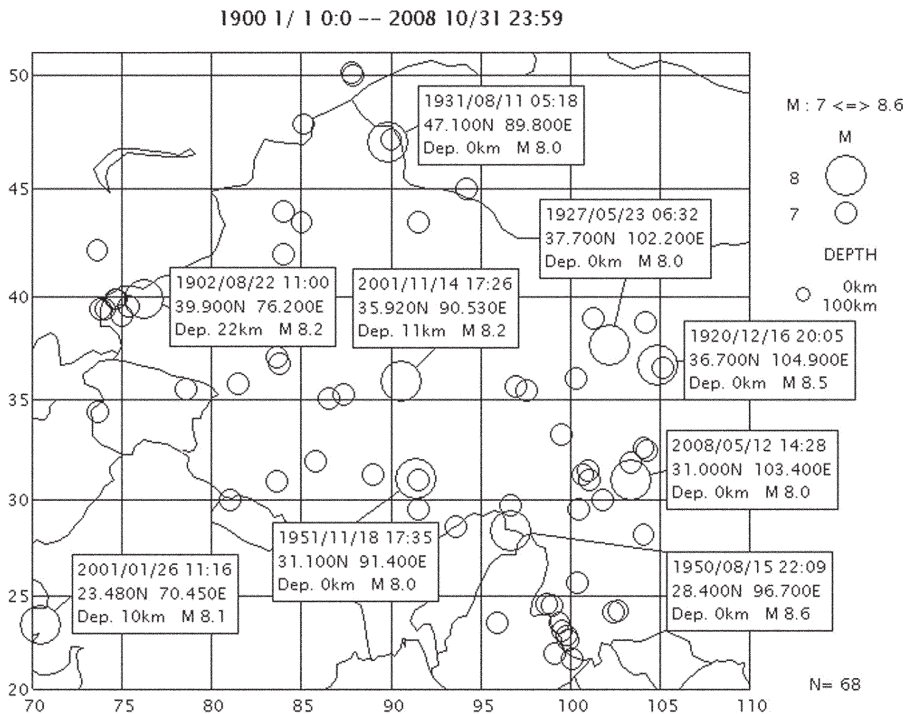 1900 1/ 1 0:0 -- 2008 10/31 23:59
50
45
40
35
30
25
20
70
75
80
85
90
95
100
105
110
1931/08/11 05:18
47.100N 89.800E
Dep. 0km M 8.0
1927/05/23 06:32
37.700N 102.200E
Dep. 0km M 8.0
1902/08/22 11:00
39.900N 76.200E
Dep. 22km M 8.2
2001/11/14 17:26
35.920N 90.530E
Dep. 11km M 8.2
1920/12/16 20:05
36.700N 104.900E
Dep. 0km M 8.5
2008/05/12 14:28
31.000N 103.400E
Dep. 0km M 8.0
1951/11/18 17:35
31.100N 91.400E
Dep. 0km M 8.0
2001/01/26 11:16
23.480N 70.450E
Dep. 10km M 8.1
1950/08/15 22:09
28.400N 96.700E
Dep. 0km M 8.6
M : 7 <=> 8.6
M
8
7
DEPTH
0km
100km
N= 68